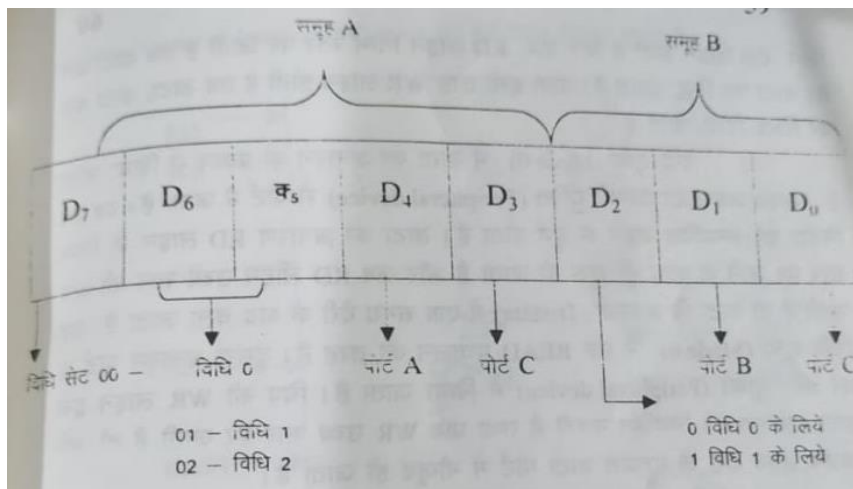 समूह A
समूह B
D7 D6 क्s D4 D3 D2 D1 D0
विधि सेट 00 – विधि 0 पोर्ट A पोर्ट C पोर्ट B पोर्ट C
01 – विधि 1 0 विधि 0 के लिये
02 – विधि 2 1 विधि 1 के लिये